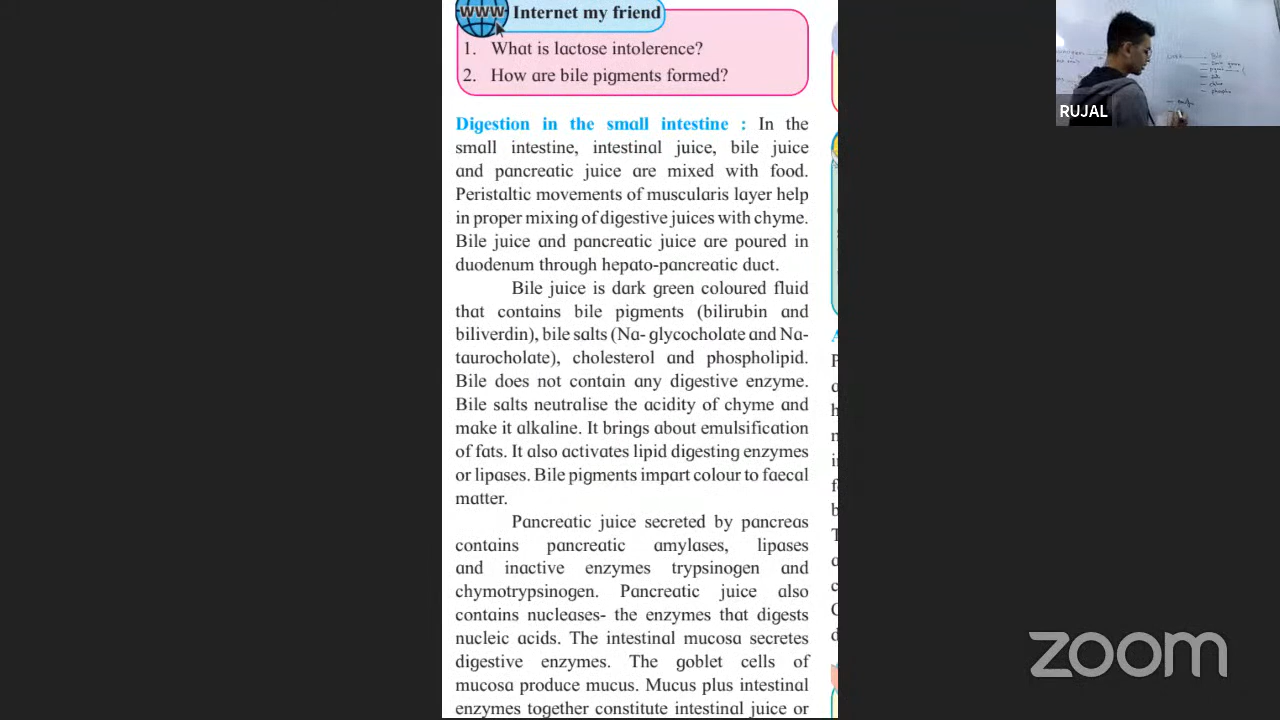 WWW Internet my friend
1. What is lactose intolerence?
2. How are bile pigments formed?
Digestion in the small intestine : In the
small intestine, intestinal juice, bile juice
and pancreatic juice are mixed with food.
Peristaltic movements of muscularis layer help
in proper mixing of digestive juices with chyme.
Bile juice and pancreatic juice are poured in
duodenum through hepato-pancreatic duct.
Bile juice is dark green coloured fluid
that contains bile pigments (bilirubin and
biliverdin), bile salts (Na- glycocholate and Na-
taurocholate), cholesterol and phospholipid.
Bile does not contain any digestive enzyme.
Bile salts neutralise the acidity of chyme and
make it alkaline. It brings about emulsification
of fats. It also activates lipid digesting enzymes
or lipases. Bile pigments impart colour to faecal
matter.
Pancreatic juice secreted by pancreas
contains pancreatic amylases, lipases
and inactive enzymes trypsinogen and
chymotrypsinogen. Pancreatic juice also
contains nucleases- the enzymes that digests
nucleic acids. The intestinal mucosa secretes
digestive enzymes. The goblet cells of
mucosa produce mucus. Mucus plus intestinal
enzymes together constitute intestinal juice or
RUJAL
zoom